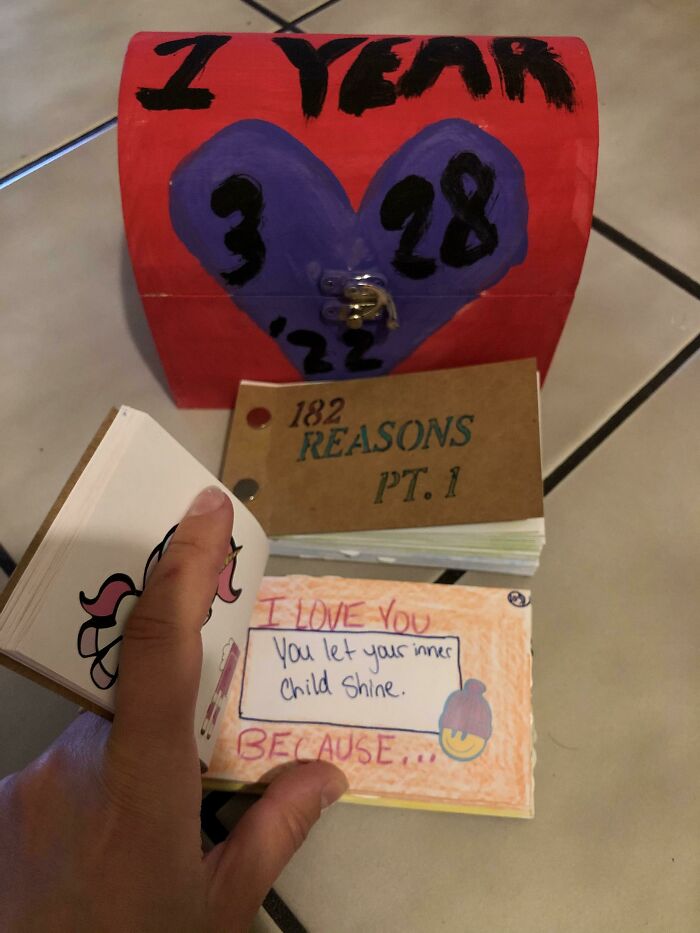 1 YEAR
3 28
'22
182
REASONS
PT. 1
I LOVE YOU
You let your inner
Child Shine.
BECAUSE...